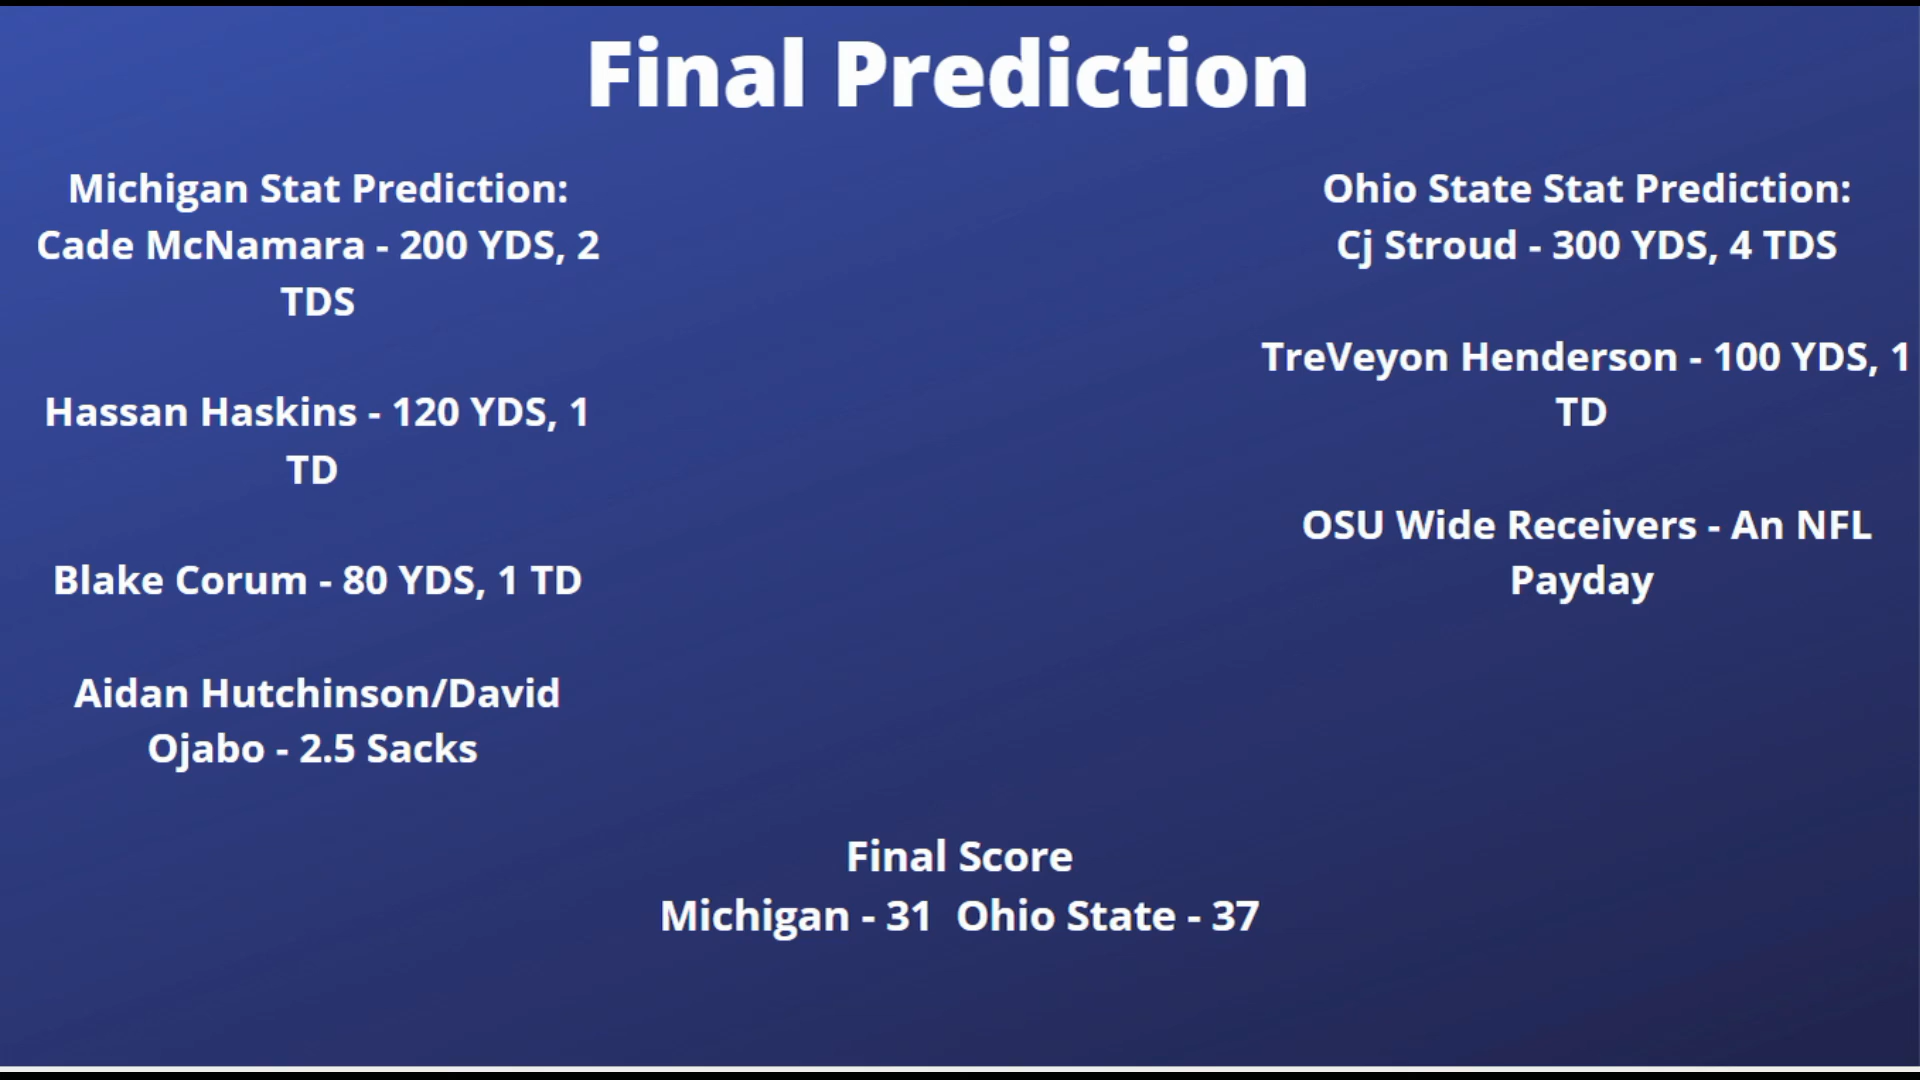 Final Prediction
Michigan Stat Prediction:
Cade McNamara - 200 YDS, 2
TDS
Hassan Haskins - 120 YDS, 1
TD
Blake Corum - 80 YDS, 1 TD
Aidan Hutchinson/David
Ojabo - 2.5 Sacks
Ohio State Stat Prediction:
Cj Stroud - 300 YDS, 4 TDS
TreVeyon Henderson - 100 YDS, 1
TD
OSU Wide Receivers - An NFL
Payday
Final Score
Michigan - 31  Ohio State - 37